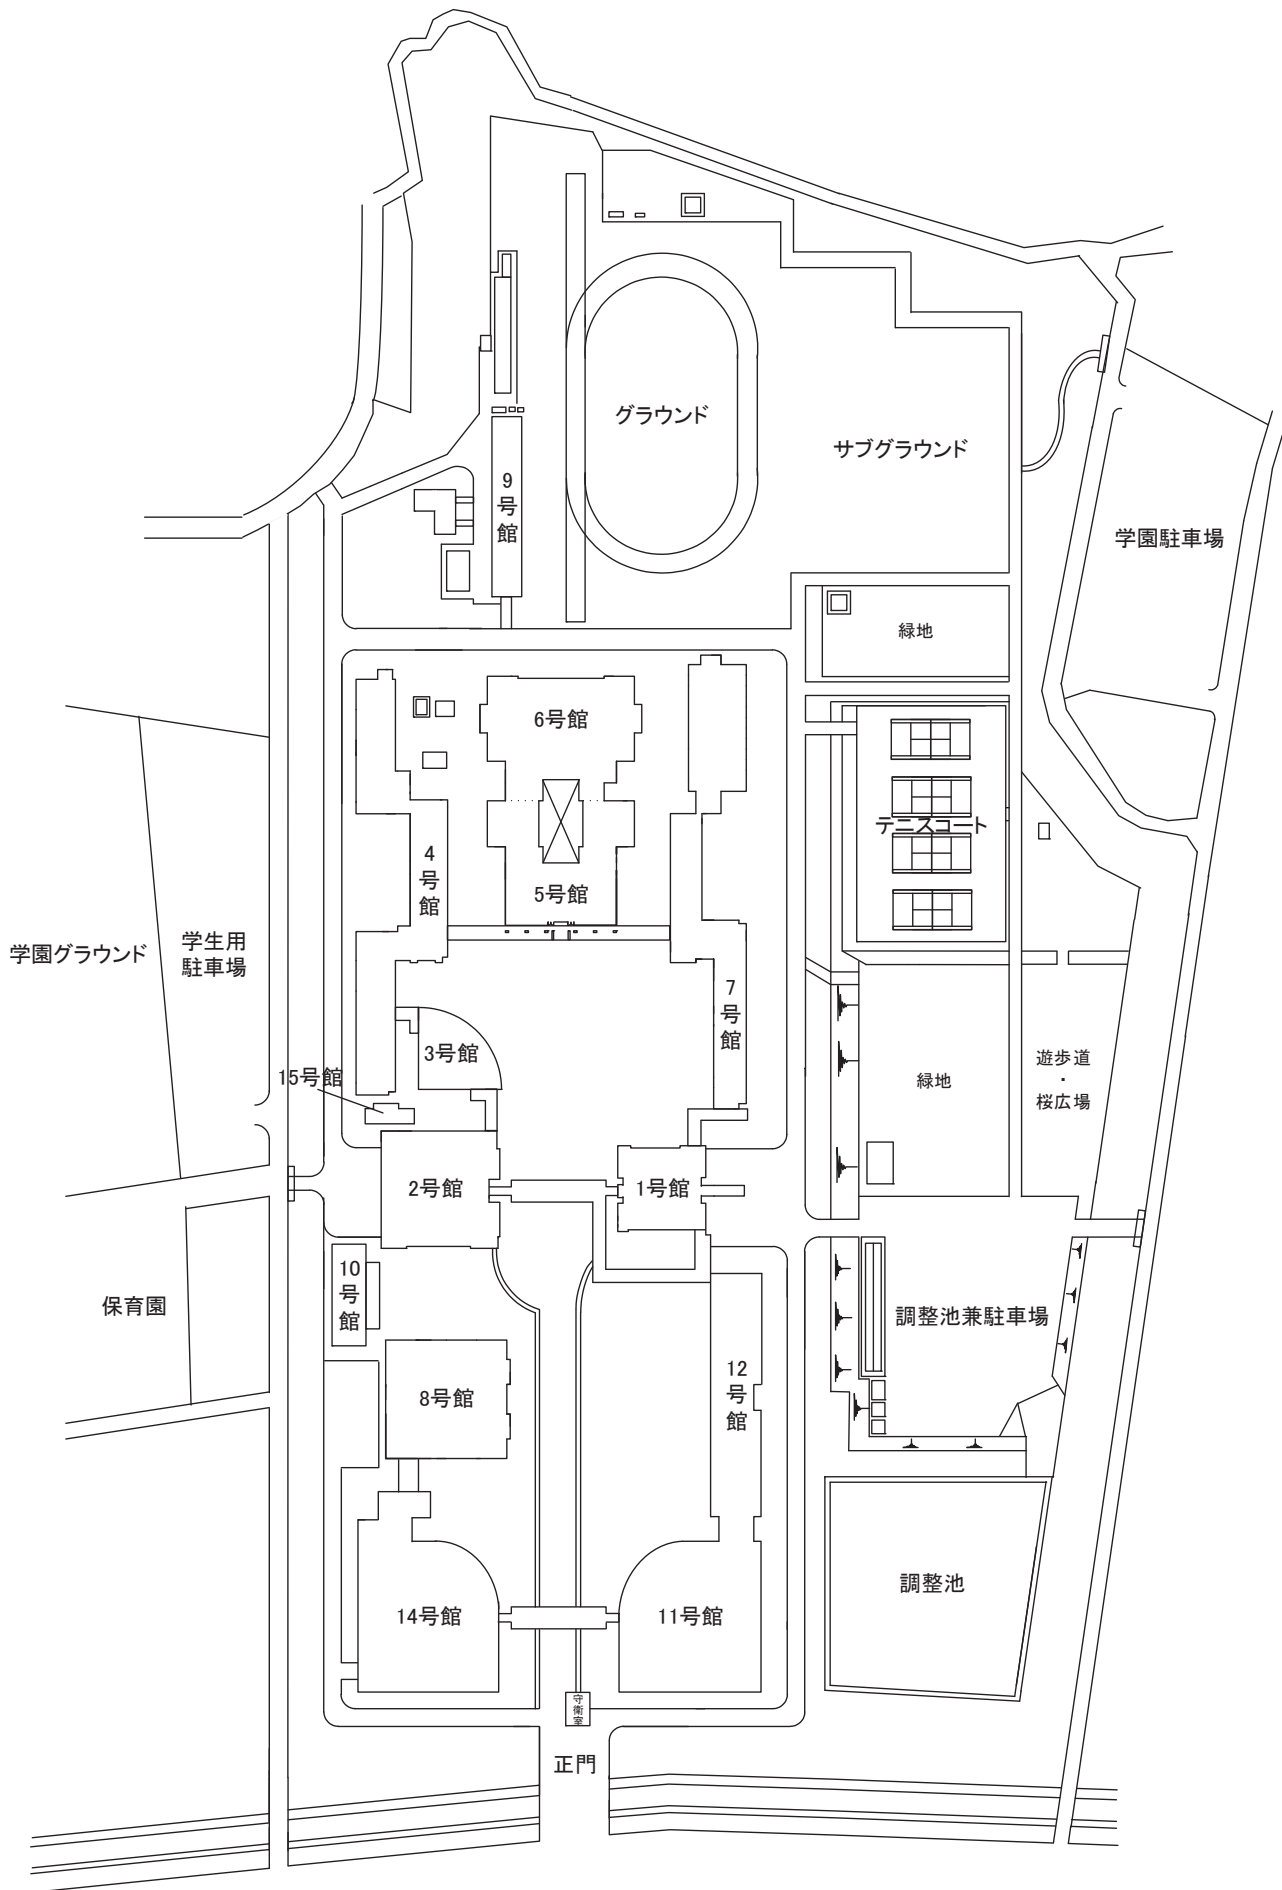 グラウンド
サブグラウンド
9号館
学園駐車場
緑地
6号館
テニスコート
4号館
5号館
学園グラウンド
学生用
駐車場
7号館
3号館
15号館
緑地
遊歩道
・
桜広場
2号館
1号館
10号館
保育園
調整池兼駐車場
12号館
8号館
調整池
14号館
11号館
守衛室
正門